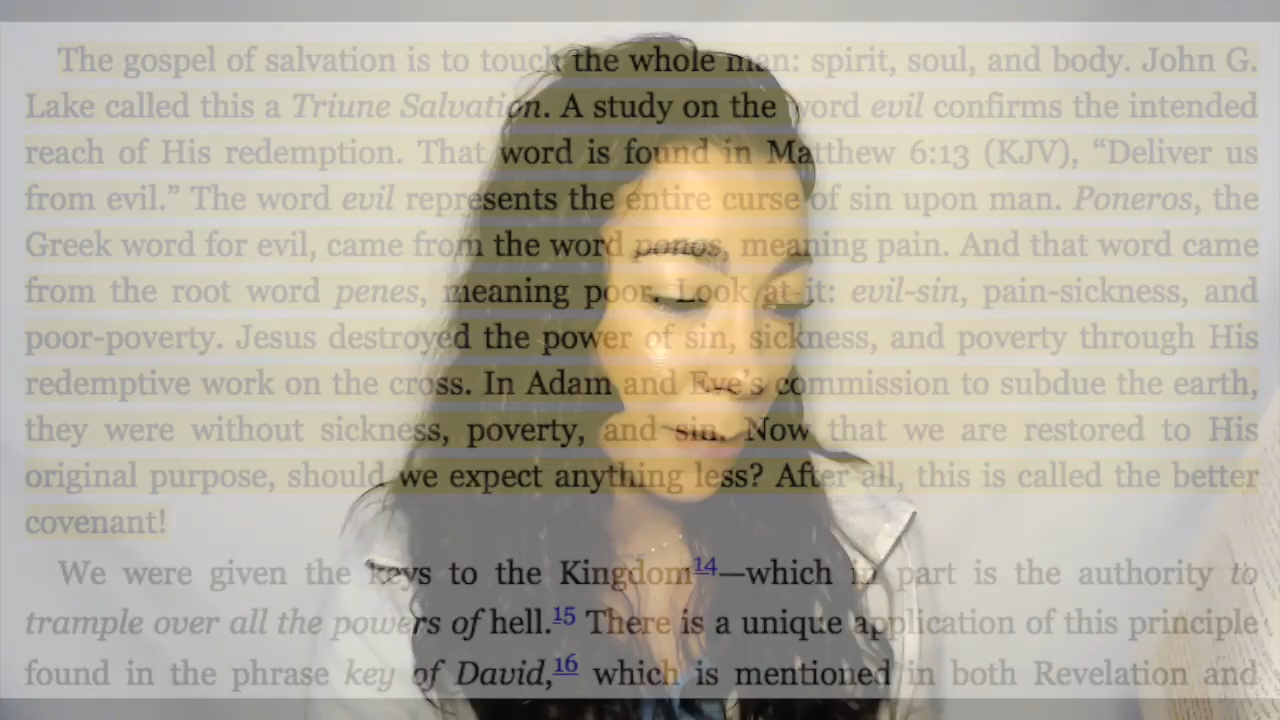 The gospel of salvation is to touch the whole man: spirit, soul, and body. John G.
Lake called this a Triune Salvation. A study on the word evil confirms the intended
reach of His redemption. That word is found in Matthew 6:13 (KJV), “Deliver us
from evil.” The word evil represents the entire curse of sin upon man. Poneros, the
Greek word for evil, came from the word ponos, meaning pain. And that word came
from the root word penes, meaning poor. Look at it: evil-sin, pain-sickness, and
poor-poverty. Jesus destroyed the power of sin, sickness, and poverty through His
redemptive work on the cross. In Adam and Eve’s commission to subdue the earth,
they were without sickness, poverty, and sin. Now that we are restored to His
original purpose, should we expect anything less? After all, this is called the better
covenant!
We were given the keys to the Kingdom14—which in part is the authority to
trample over all the powers of hell.15 There is a unique application of this principle
found in the phrase key of David,16 which is mentioned in both Revelation and